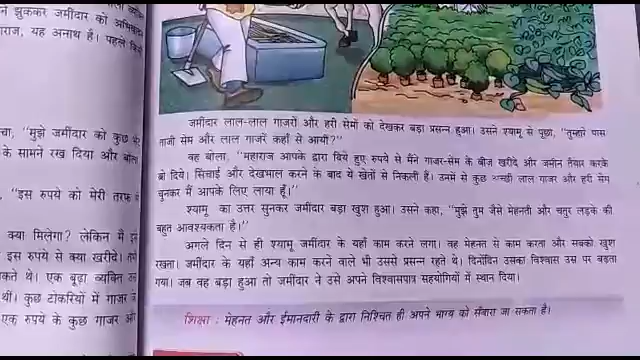 ने झुककर जमींदार को
यह अनाथ है। पहले
"मुझे जमींदार को कुछ
के सामने रख दिया और बोला
"इस रुपये को मेरी तरफ
क्या मिलेगा? लेकिन मैं
इस रुपये से क्या खरीदे।
थे। एक बूढ़ा व्यक्ति
थीं। कुछ टोकरियों में गाजर
एक रुपये के कुछ गाजर और
जमींदार लाल-लाल गाजरों और हरी सेमों को देखकर बड़ा प्रसन्न हुआ। उसने श्यामू से पूछा, "तुम्हारे पास
ताजी सेम और लाल गाजरें कहाँ से आयीं?"
वह बोला, "महाराज आपके द्वारा दिये हुए रुपये से मैंने गाजर-सेम के बीज खरीदे और जमीन तैयार करके
बो दिये। सिंचाई और देखभाल करने के बाद ये खेतों से निकली हैं। उनमें से कुछ अच्छी लाल गाजर और हरी सेम
चुनकर मैं आपके लिए लाया हूँ।"
श्यामू का उत्तर सुनकर जमींदार बड़ा खुश हुआ। उसने कहा, "मुझे तुम जैसे मेहनती और चतुर लड़के की
बहुत आवश्यकता है।"
अगले दिन से ही श्यामू जमींदार के यहाँ काम करने लगा। वह मेहनत से काम करता और सबको खुश
रखता। जमींदार के यहाँ अन्य काम करने वाले भी उससे प्रसन्न रहते थे। दिनोंदिन उसका विश्वास उस पर बढ़ता
गया। जब वह बड़ा हुआ तो जमींदार ने उसे अपने विश्वासपात्र सहयोगियों में स्थान दिया।
शिक्षा : मेहनत और ईमानदारी के द्वारा निश्चित ही अपने भाग्य को सँवारा जा सकता है।